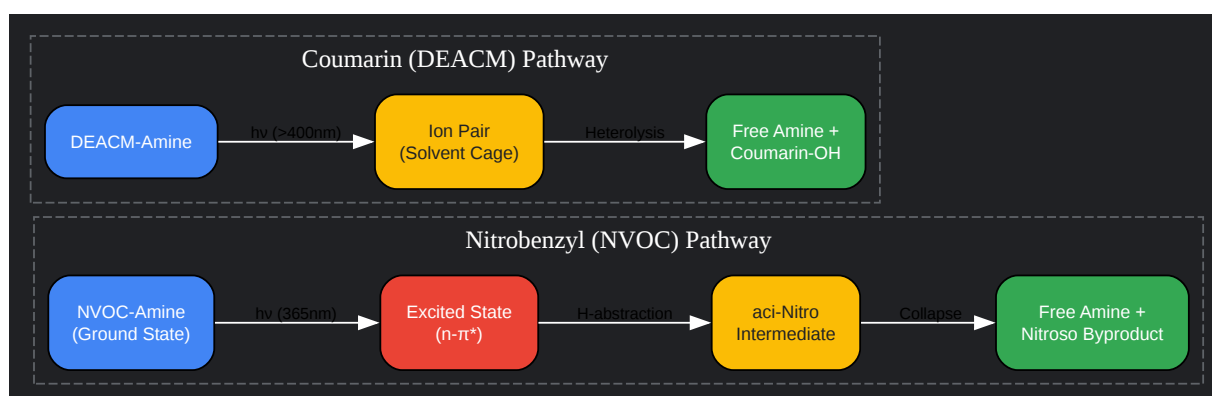 Coumarin (DEACM) Pathway
DEACM-Amine
hν (>400nm)
Ion Pair
(Solvent Cage)
Heterolysis
Free Amine +
Coumarin-OH
Nitrobenzyl (NVOC) Pathway
NVOC-Amine
(Ground State)
hν (365nm)
Excited State
(n-π*)
H-abstraction
aci-Nitro
Intermediate
Collapse
Free Amine +
Nitroso Byproduct